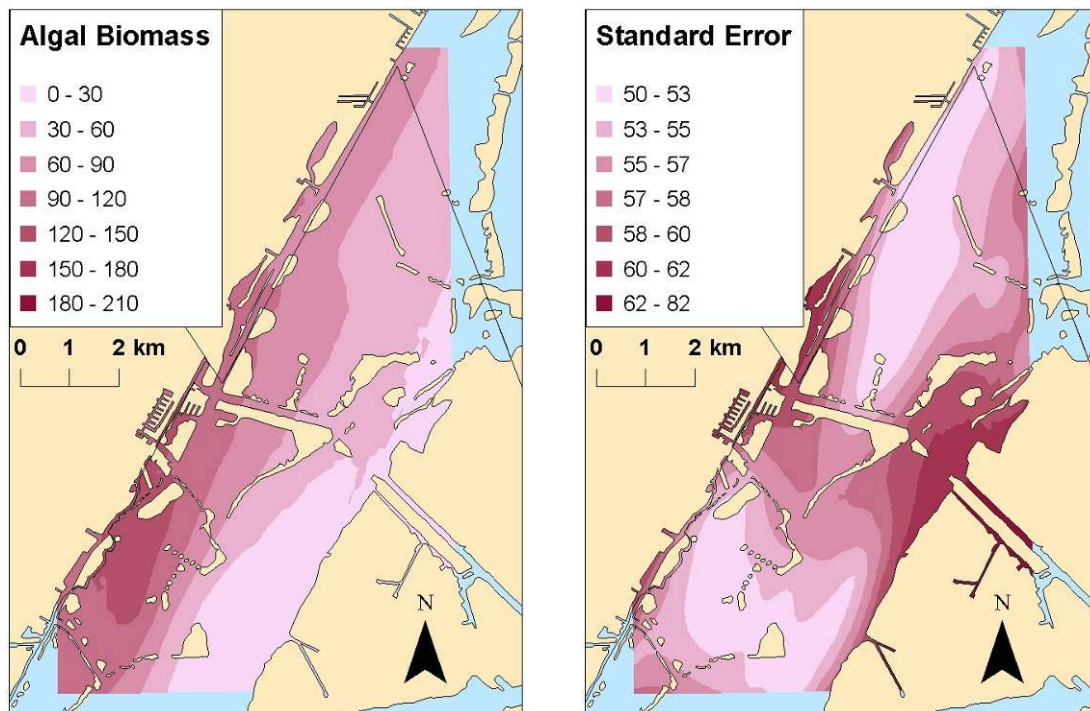 Algal Biomass
0 - 30
30 - 60
60 - 90
90 - 120
120 - 150
150 - 180
180 - 210
0 1 2 km
N
Standard Error
50 - 53
53 - 55
55 - 57
57 - 58
58 - 60
60 - 62
62 - 82
0 1 2 km
N